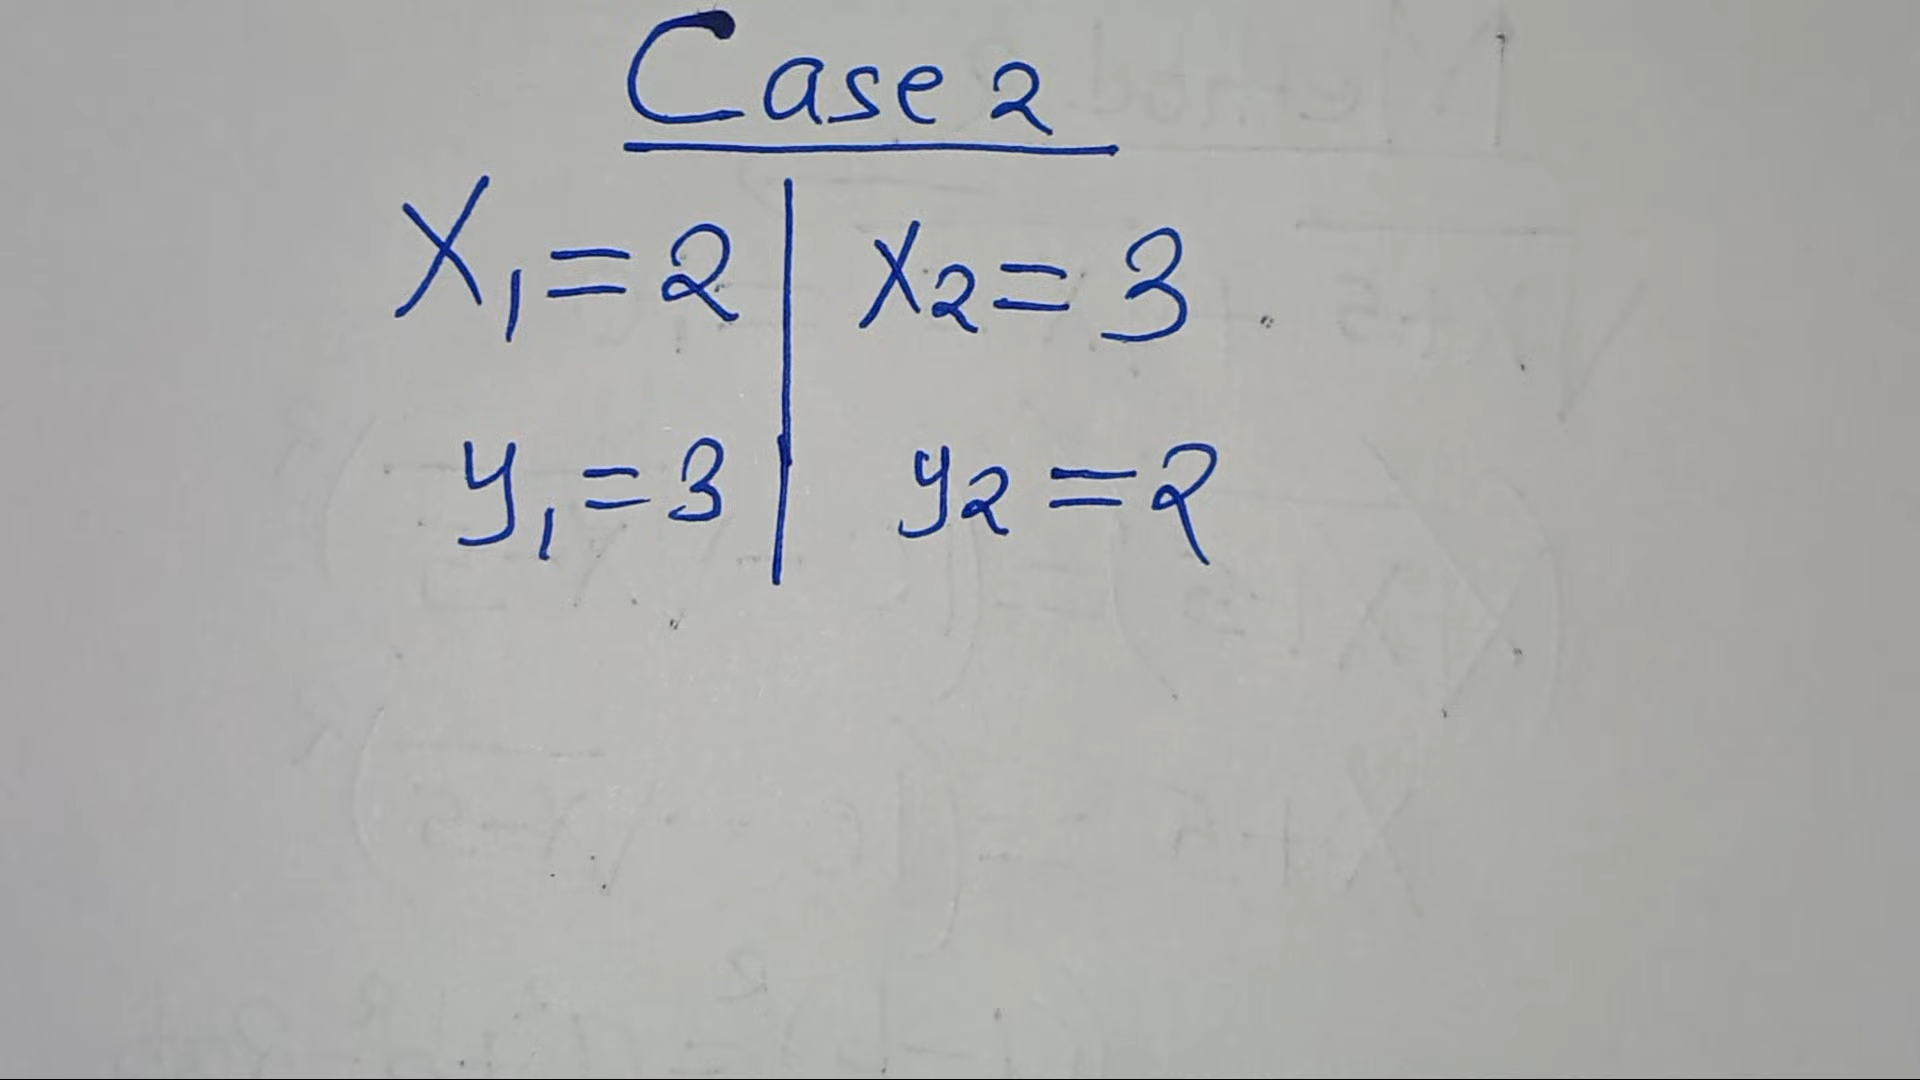 Case 2
X₁ = 2 | x₂ = 3
y₁ = 3 | y₂ = 2